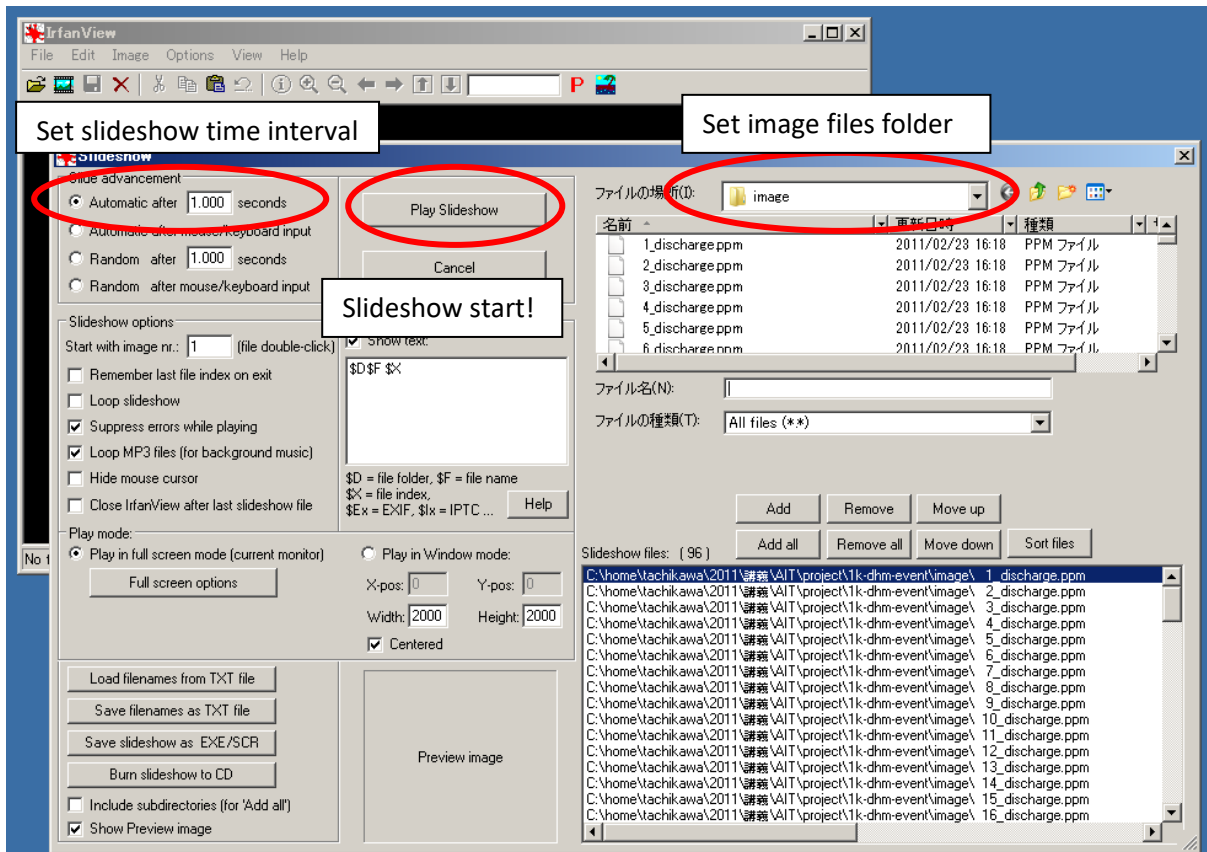 IrfanView
File Edit Image Options View Help
P
Set slideshow time interval
Set image files folder
Slideshow
Slide advancement
Automatic after 1.000 seconds
Automatic after mouse/keyboard input
Random after 1.000 seconds
Random after mouse/keyboard input
Play Slideshow
Cancel
Slideshow start!
Slideshow options
Start with image nr.: 1 (file double-click)
Remember last file index on exit
Loop slideshow
Suppress errors while playing
Loop MP3 files (for background music)
Hide mouse cursor
Close IrfanView after last slideshow file
Show text:
$D$F $X
$D = file folder, $F = file name
$X = file index,
$Ex = EXIF, $Ix = IPTC ...
Help
Play mode:
Play in full screen mode (current monitor)
Full screen options
Play in Window mode:
X-pos: 0 Y-pos: 0
Width: 2000 Height: 2000
Centered
Load filenames from TXT file
Save filenames as TXT file
Save slideshow as EXE/SCR
Burn slideshow to CD
Include subdirectories (for 'Add all')
Show Preview image
Preview image
ファイルの場所(I): image
名前 更新日時 種類
1_discharge.ppm 2011/02/23 16:18 PPM ファイル
2_discharge.ppm 2011/02/23 16:18 PPM ファイル
3_discharge.ppm 2011/02/23 16:18 PPM ファイル
4_discharge.ppm 2011/02/23 16:18 PPM ファイル
5_discharge.ppm 2011/02/23 16:18 PPM ファイル
6_discharge.ppm 2011/02/23 16:18 PPM ファイル
ファイル名(N):
ファイルの種類(T): All files (*.*)
Add Remove Move up
Slideshow files: ( 96 ) Add all Remove all Move down Sort files
C:\home\tachikawa\2011\講義\AIT\project\1k-dhm-event\image\ 1_discharge.ppm
C:\home\tachikawa\2011\講義\AIT\project\1k-dhm-event\image\ 2_discharge.ppm
C:\home\tachikawa\2011\講義\AIT\project\1k-dhm-event\image\ 3_discharge.ppm
C:\home\tachikawa\2011\講義\AIT\project\1k-dhm-event\image\ 4_discharge.ppm
C:\home\tachikawa\2011\講義\AIT\project\1k-dhm-event\image\ 5_discharge.ppm
C:\home\tachikawa\2011\講義\AIT\project\1k-dhm-event\image\ 6_discharge.ppm
C:\home\tachikawa\2011\講義\AIT\project\1k-dhm-event\image\ 7_discharge.ppm
C:\home\tachikawa\2011\講義\AIT\project\1k-dhm-event\image\ 8_discharge.ppm
C:\home\tachikawa\2011\講義\AIT\project\1k-dhm-event\image\ 9_discharge.ppm
C:\home\tachikawa\2011\講義\AIT\project\1k-dhm-event\image\ 10_discharge.ppm
C:\home\tachikawa\2011\講義\AIT\project\1k-dhm-event\image\ 11_discharge.ppm
C:\home\tachikawa\2011\講義\AIT\project\1k-dhm-event\image\ 12_discharge.ppm
C:\home\tachikawa\2011\講義\AIT\project\1k-dhm-event\image\ 13_discharge.ppm
C:\home\tachikawa\2011\講義\AIT\project\1k-dhm-event\image\ 14_discharge.ppm
C:\home\tachikawa\2011\講義\AIT\project\1k-dhm-event\image\ 15_discharge.ppm
C:\home\tachikawa\2011\講義\AIT\project\1k-dhm-event\image\ 16_discharge.ppm